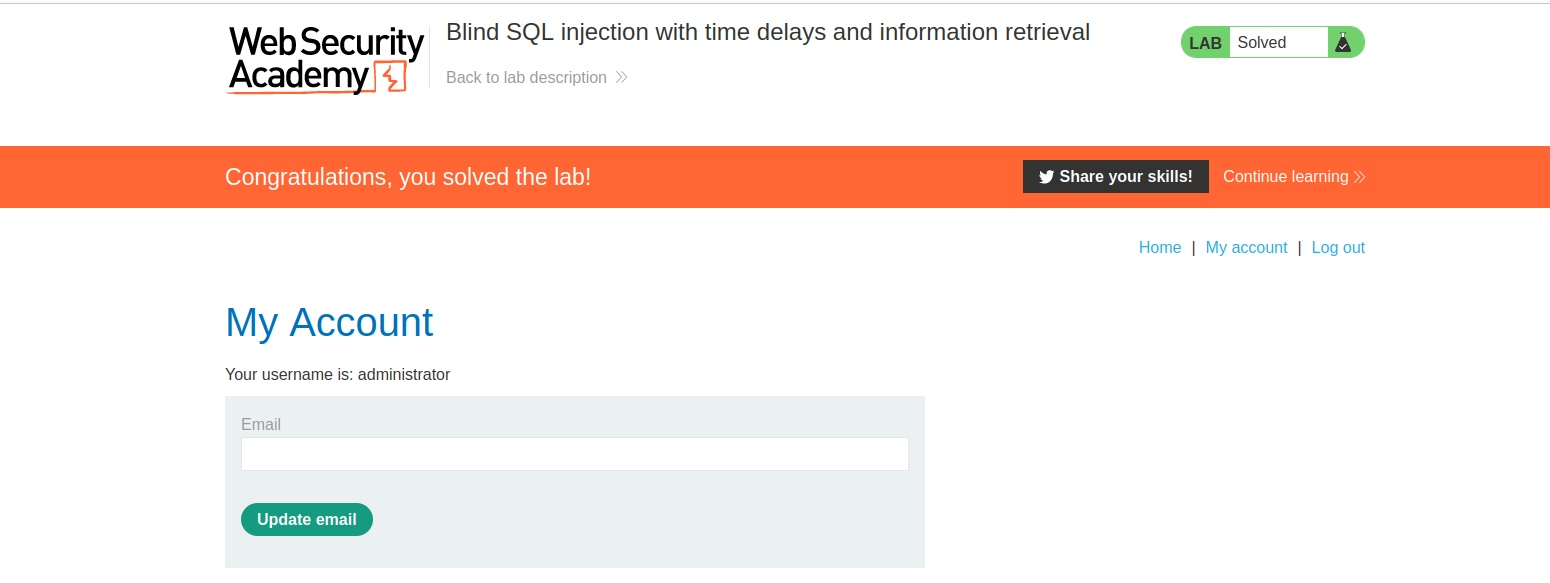 Web Security
Academy
Blind SQL injection with time delays and information retrieval
Back to lab description
LAB Solved
Congratulations, you solved the lab!
Share your skills! Continue learning
Home | My account | Log out
My Account
Your username is: administrator
Email
Update email